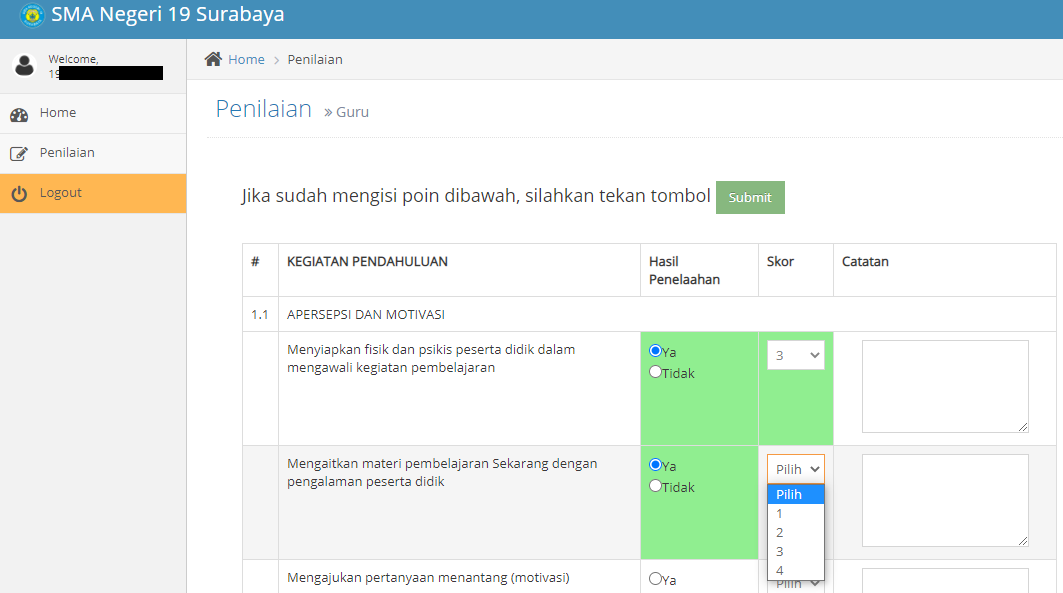 SMA Negeri 19 Surabaya
Welcome,
19
Home
Penilaian
Logout
Home > Penilaian
Penilaian » Guru
Jika sudah mengisi poin dibawah, silahkan tekan tombol Submit
# KEGIATAN PENDAHULUAN Hasil Penelaahan Skor Catatan
1.1 APERSEPSI DAN MOTIVASI
Menyiapkan fisik dan psikis peserta didik dalam
mengawali kegiatan pembelajaran
Ya
Tidak
3
Mengaitkan materi pembelajaran Sekarang dengan
pengalaman peserta didik
Ya
Tidak
Pilih
Pilih
1
2
3
4
Mengajukan pertanyaan menantang (motivasi)
Ya
Pilih